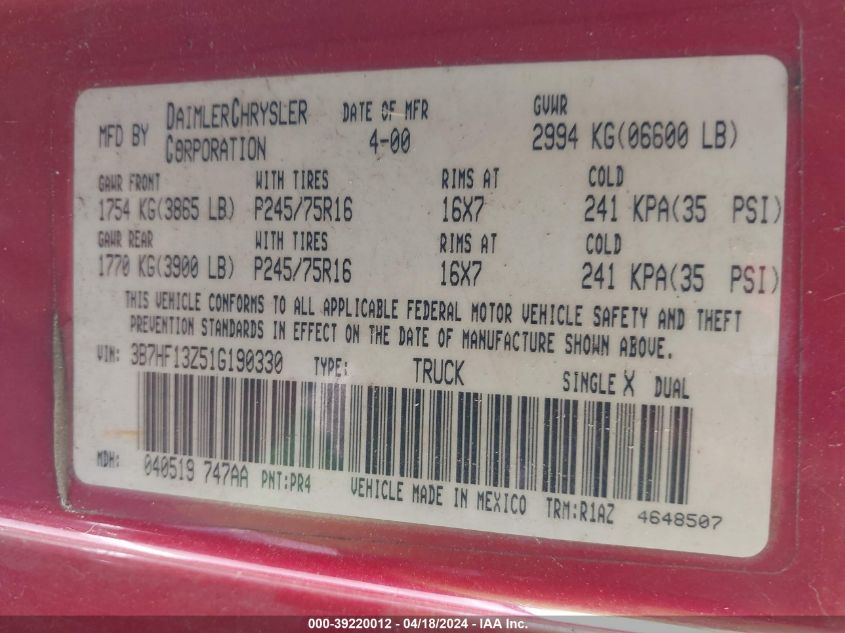 MFD BY DAIMLERCHRYSLER CORPORATION DATE OF MFR 4-00 GVWR 2994 KG(06600 LB)
GAWR FRONT WITH TIRES RIMS AT COLD
1754 KG(3865 LB) P245/75R16 16X7 241 KPA(35 PSI)
GAWR REAR WITH TIRES RIMS AT COLD
1770 KG(3900 LB) P245/75R16 16X7 241 KPA(35 PSI)
THIS VEHICLE CONFORMS TO ALL APPLICABLE FEDERAL MOTOR VEHICLE SAFETY AND THEFT
PREVENTION STANDARDS IN EFFECT ON THE DATE OF MANUFACTURE SHOWN ABOVE.
VIN: 3B7HF13Z51G190330 TYPE: TRUCK SINGLE X DUAL
MDH: 040519 747AA PNT:PR4 VEHICLE MADE IN MEXICO TRM:R1AZ 4648507
000-39220012 - 04/18/2024 - IAA Inc.